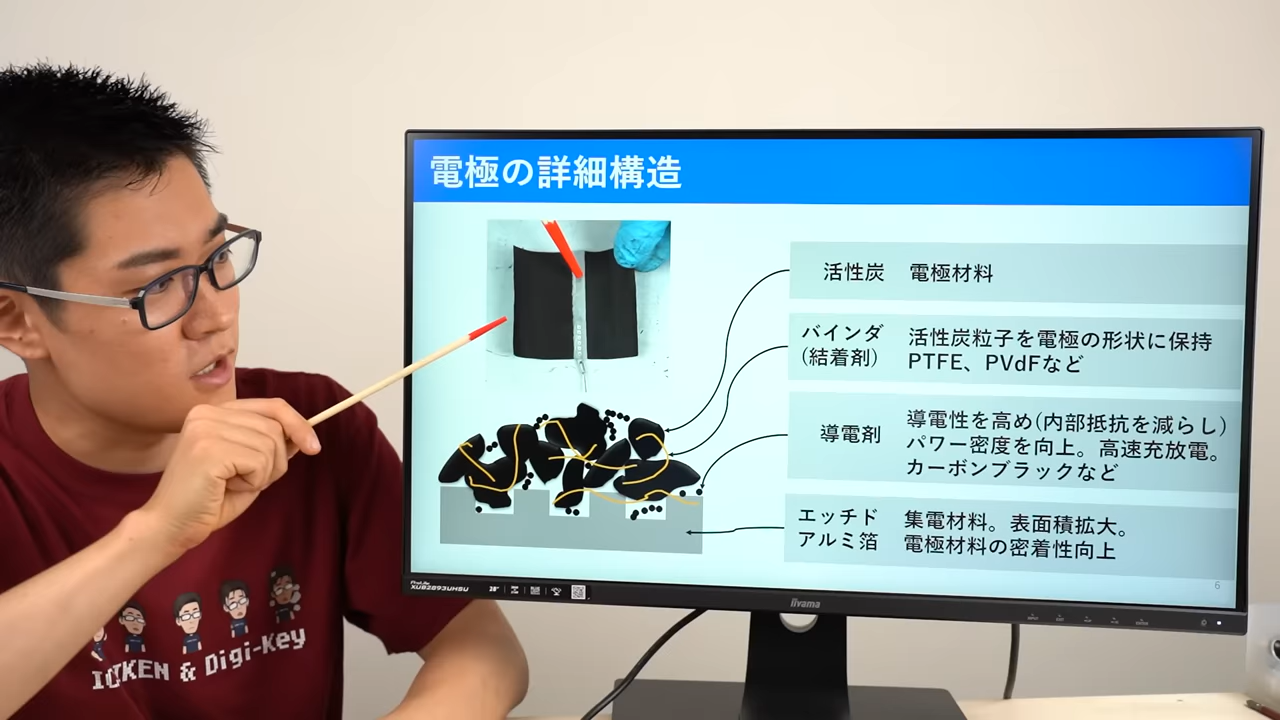 電極の詳細構造
活性炭 電極材料
バインダ
(結着剤)
活性炭粒子を電極の形状に保持
PTFE、PVdFなど
導電剤
導電性を高め(内部抵抗を減らし)
パワー密度を向上。高速充放電。
カーボンブラックなど
エッチド
アルミ箔
集電材料。表面積拡大。
電極材料の密着性向上
6
ProLite
XUB2893UHSU
28"
iiyama
KEN & Digi-Key